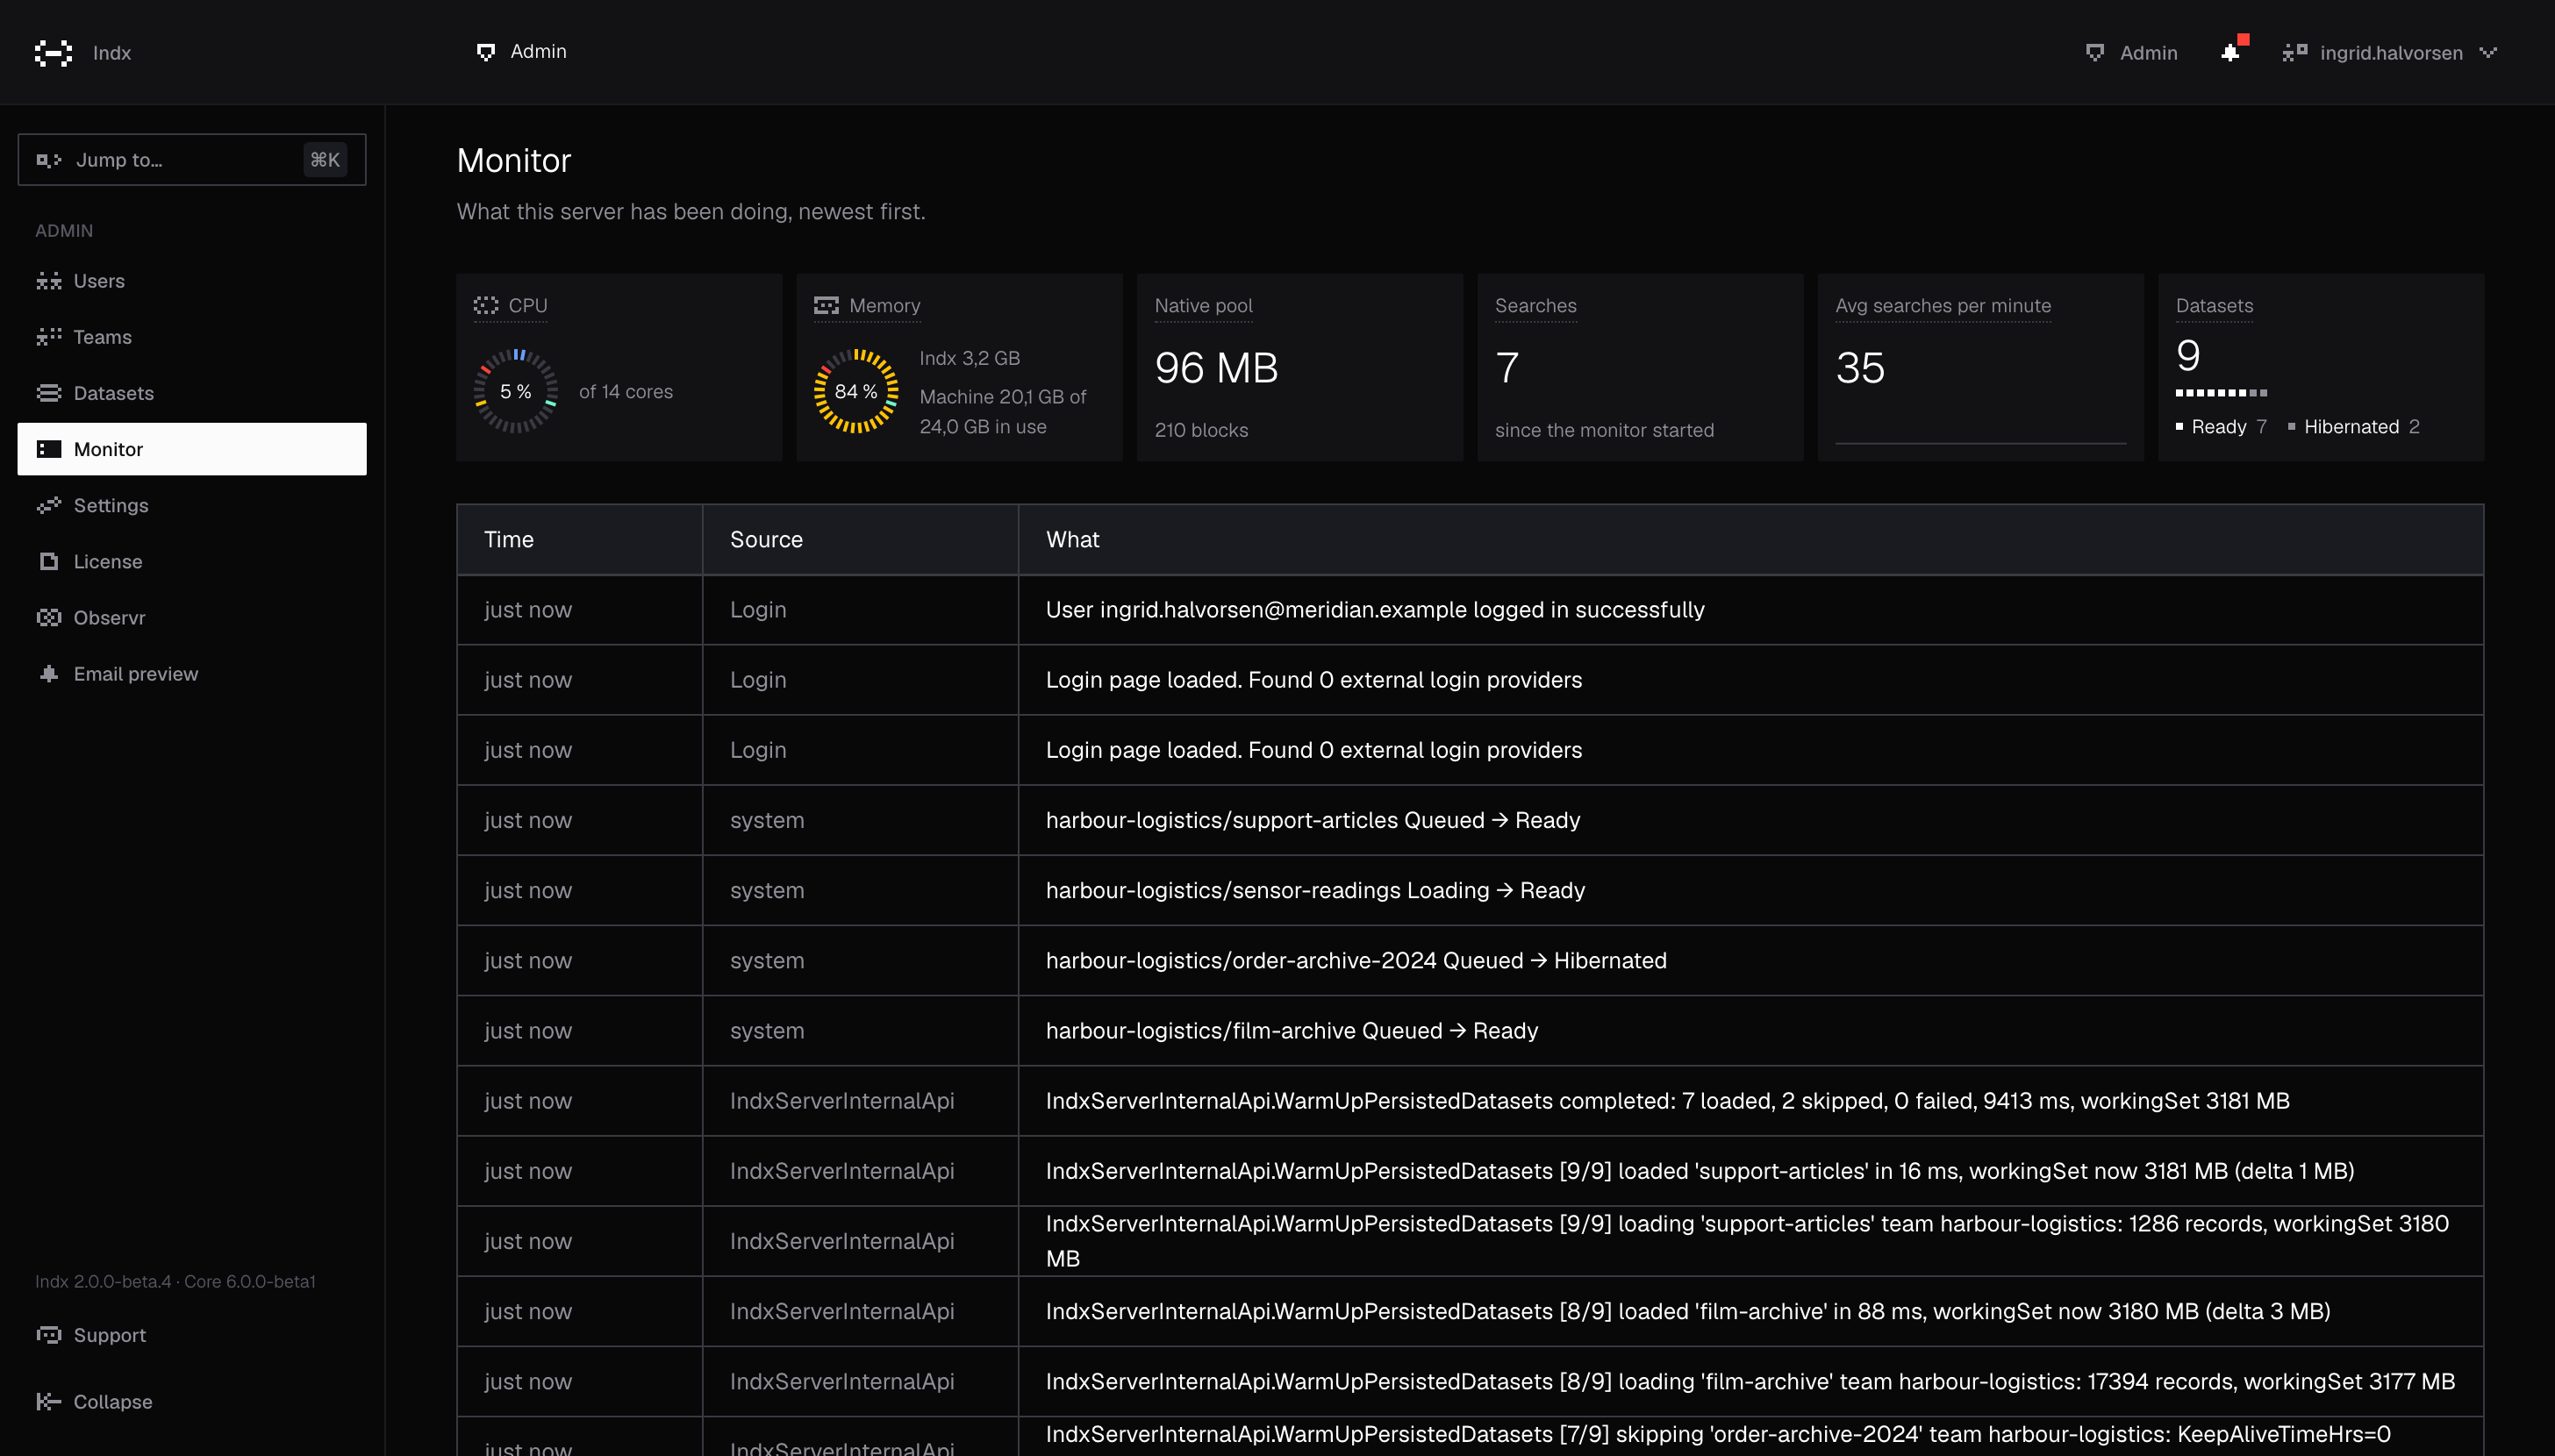 Indx
Admin
Admin
ingrid.halvorsen
Jump to...
⌘K
ADMIN
Users
Teams
Datasets
Monitor
Settings
License
Observr
Email preview
Indx 2.0.0-beta.4 · Core 6.0.0-beta1
Support
Collapse
Monitor
What this server has been doing, newest first.
CPU
5 %
of 14 cores
Memory
84 %
Indx 3,2 GB
Machine 20,1 GB of
24,0 GB in use
Native pool
96 MB
210 blocks
Searches
7
since the monitor started
Avg searches per minute
35
Datasets
9
Ready 7 Hibernated 2
Time Source What
just now Login User ingrid.halvorsen@meridian.example logged in successfully
just now Login Login page loaded. Found 0 external login providers
just now Login Login page loaded. Found 0 external login providers
just now system harbour-logistics/support-articles Queued → Ready
just now system harbour-logistics/sensor-readings Loading → Ready
just now system harbour-logistics/order-archive-2024 Queued → Hibernated
just now system harbour-logistics/film-archive Queued → Ready
just now IndxServerInternalApi IndxServerInternalApi.WarmUpPersistedDatasets completed: 7 loaded, 2 skipped, 0 failed, 9413 ms, workingSet 3181 MB
just now IndxServerInternalApi IndxServerInternalApi.WarmUpPersistedDatasets [9/9] loaded 'support-articles' in 16 ms, workingSet now 3181 MB (delta 1 MB)
just now IndxServerInternalApi IndxServerInternalApi.WarmUpPersistedDatasets [9/9] loading 'support-articles' team harbour-logistics: 1286 records, workingSet 3180
MB
just now IndxServerInternalApi IndxServerInternalApi.WarmUpPersistedDatasets [8/9] loaded 'film-archive' in 88 ms, workingSet now 3180 MB (delta 3 MB)
just now IndxServerInternalApi IndxServerInternalApi.WarmUpPersistedDatasets [8/9] loading 'film-archive' team harbour-logistics: 17394 records, workingSet 3177 MB
just now IndxServerInternalApi IndxServerInternalApi.WarmUpPersistedDatasets [7/9] skipping 'order-archive-2024' team harbour-logistics: KeepAliveTimeHrs=0